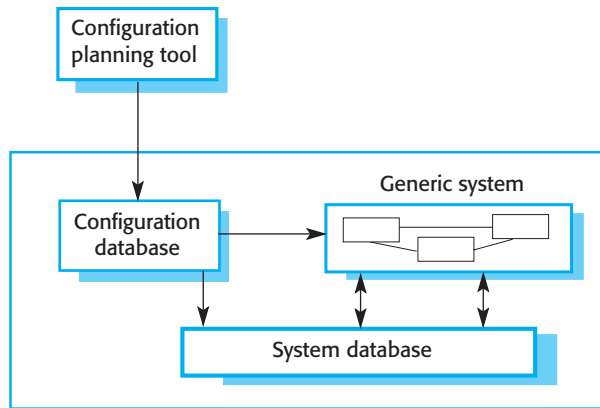 Configuration
planning tool
Generic system
Configuration
database
System database